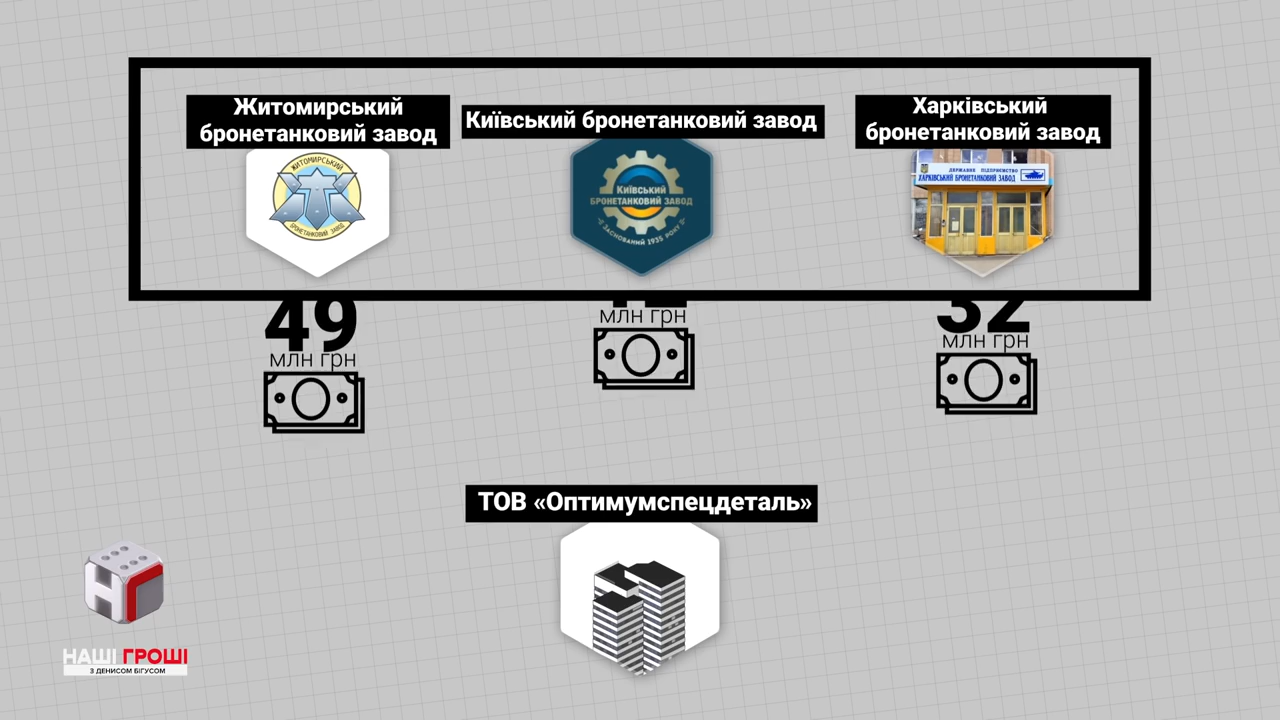 Житомирський
бронетанковий завод
Київський бронетанковий завод
Харківський
бронетанковий завод
ЖИТОМИРСЬКИЙ
БРОНЕТАНКОВИЙ ЗАВОД
Київський
БРОНЕТАНКОВИЙ ЗАВОД
ЗАСНОВАНИЙ 1935 РОКУ
ДЕРЖАВНЕ ПІДПРИЄМСТВО
ХАРКІВСЬКИЙ БРОНЕТАНКОВИЙ ЗАВОД
49
млн грн
млн грн
32
млн грн
ТОВ «Оптимумспецдеталь»
НАШІ ГРОШІ
З ДЕНИСОМ БІГУСОМ